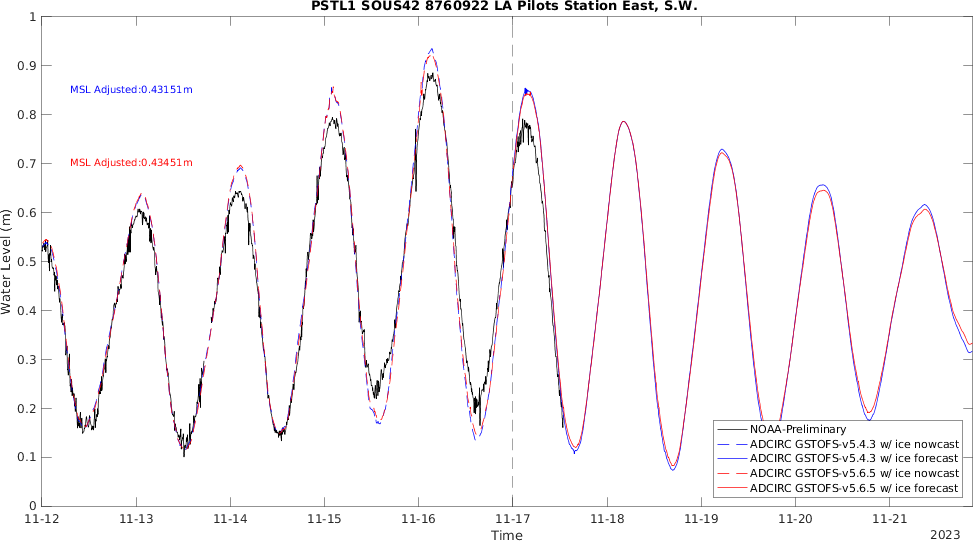 PSTL1 SOUS42 8760922 LA Pilots Station East, S.W.
1
0.9
0.8
0.7
0.6
0.5
0.4
0.3
0.2
0.1
0
Water Level (m)
MSL Adjusted:0.43151m
MSL Adjusted:0.43451m
NOAA-Preliminary
ADCIRC GSTOFS-v5.4.3 w/ ice nowcast
ADCIRC GSTOFS-v5.4.3 w/ ice forecast
ADCIRC GSTOFS-v5.6.5 w/ ice nowcast
ADCIRC GSTOFS-v5.6.5 w/ ice forecast
11-12 11-13 11-14 11-15 11-16 11-17 11-18 11-19 11-20 11-21
Time
2023